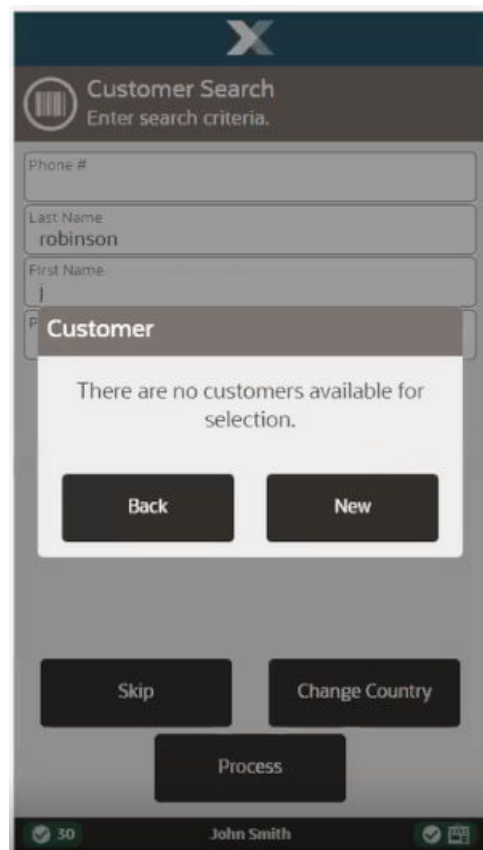 X
Customer Search
Enter search criteria.
Phone #
Last Name
robinson
First Name
j
P
Customer
There are no customers available for
selection.
Back
New
Skip
Change Country
Process
30
John Smith